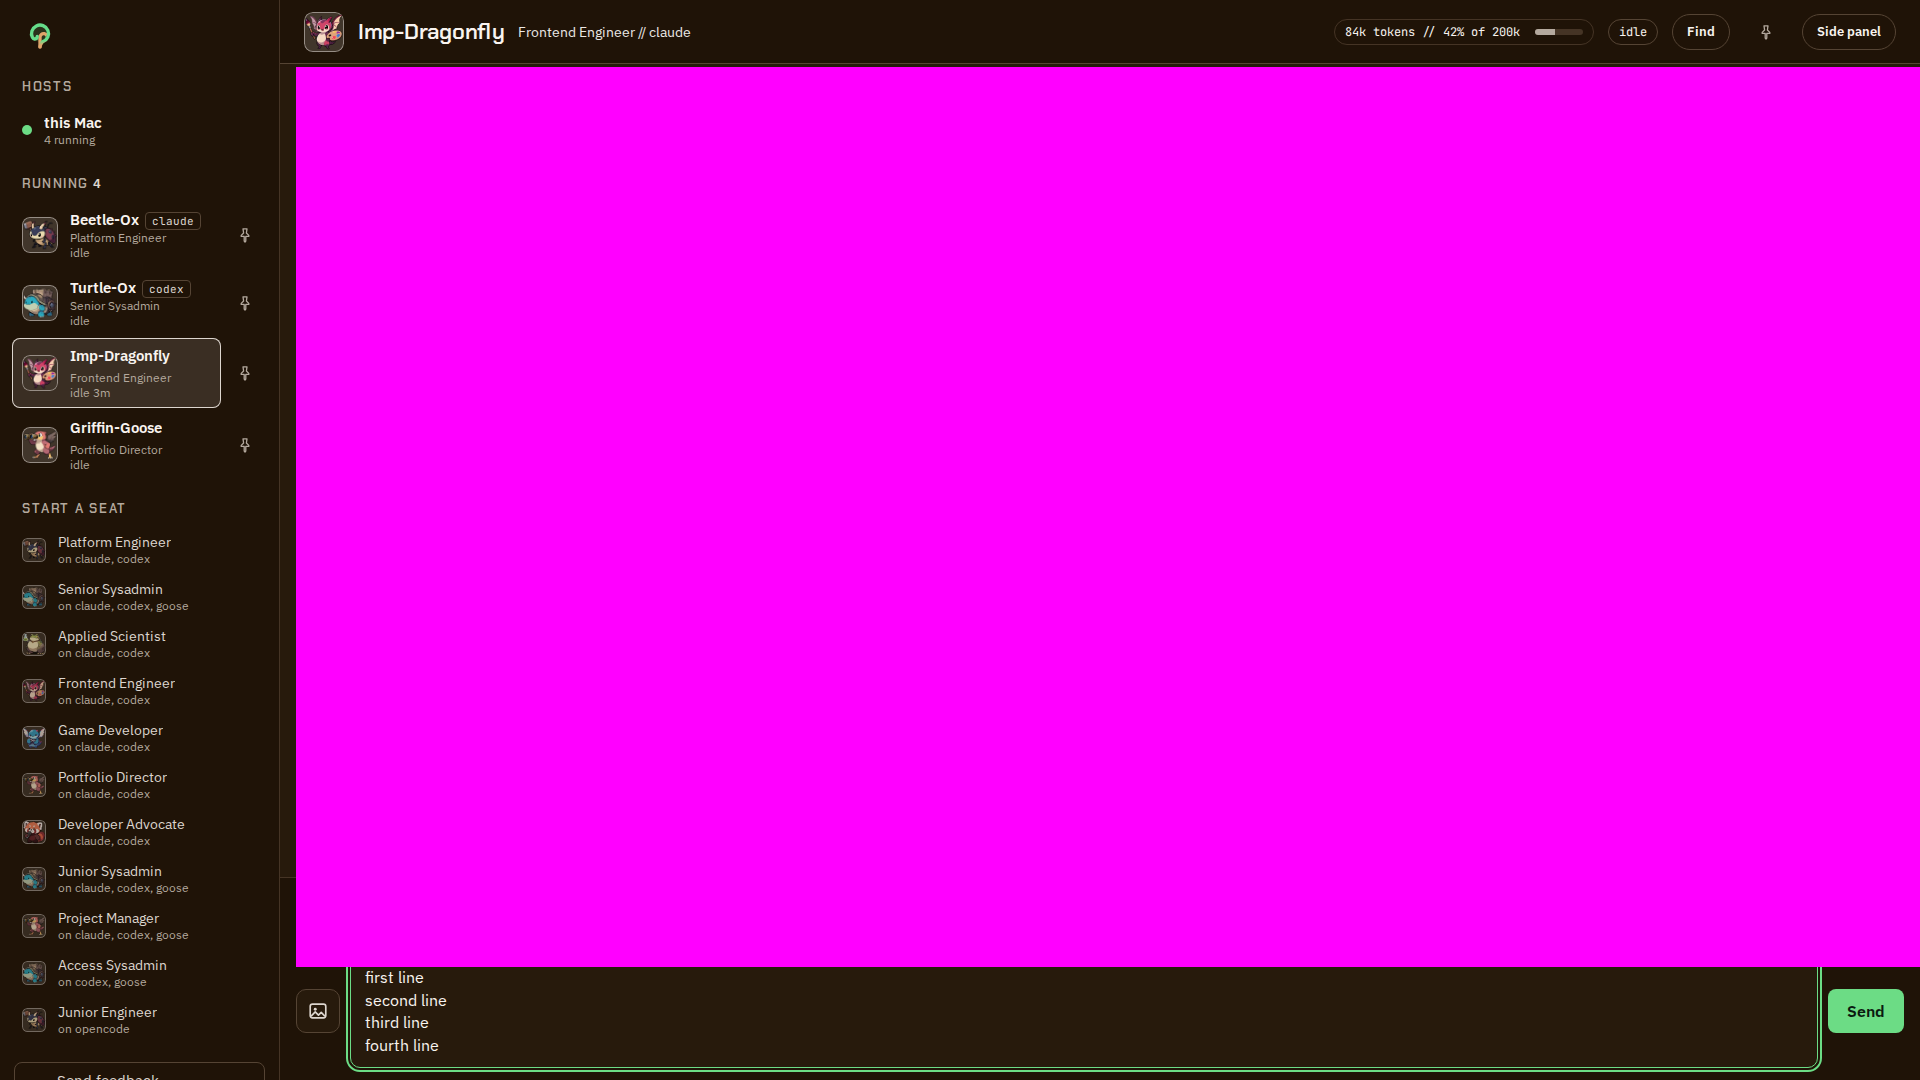 HOSTS
this Mac
4 running
RUNNING 4
Beetle-Ox claude
Platform Engineer
idle
Turtle-Ox codex
Senior Sysadmin
idle
Imp-Dragonfly
Frontend Engineer
idle 3m
Griffin-Goose
Portfolio Director
idle
START A SEAT
Platform Engineer
on claude, codex
Senior Sysadmin
on claude, codex, goose
Applied Scientist
on claude, codex
Frontend Engineer
on claude, codex
Game Developer
on claude, codex
Portfolio Director
on claude, codex
Developer Advocate
on claude, codex
Junior Sysadmin
on claude, codex, goose
Project Manager
on claude, codex, goose
Access Sysadmin
on codex, goose
Junior Engineer
on opencode
Send feedback
Imp-Dragonfly Frontend Engineer // claude
84k tokens // 42% of 200k idle Find Side panel
first line
second line
third line
fourth line
Send